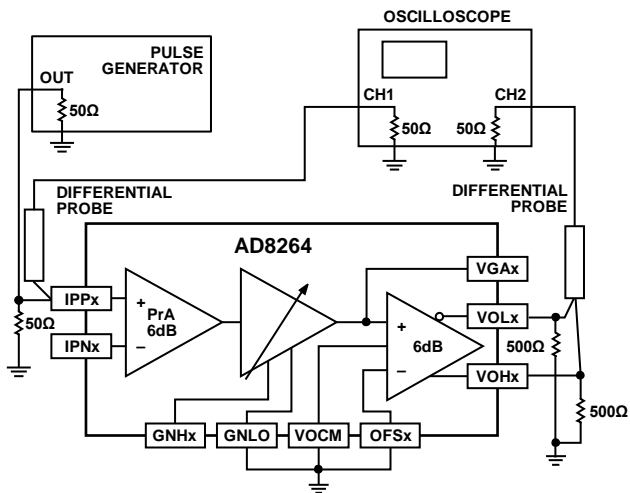 OSCILLOSCOPE
PULSE
GENERATOR
OUT
50Ω
CH1
CH2
50Ω
50Ω
DIFFERENTIAL
PROBE
DIFFERENTIAL
PROBE
AD8264
VGAx
IPPx
+
PrA
6dB
–
IPNx
50Ω
+
6dB
–
VOLx
500Ω
VOHx
500Ω
GNHx
GNLO
VOCM
OFSx